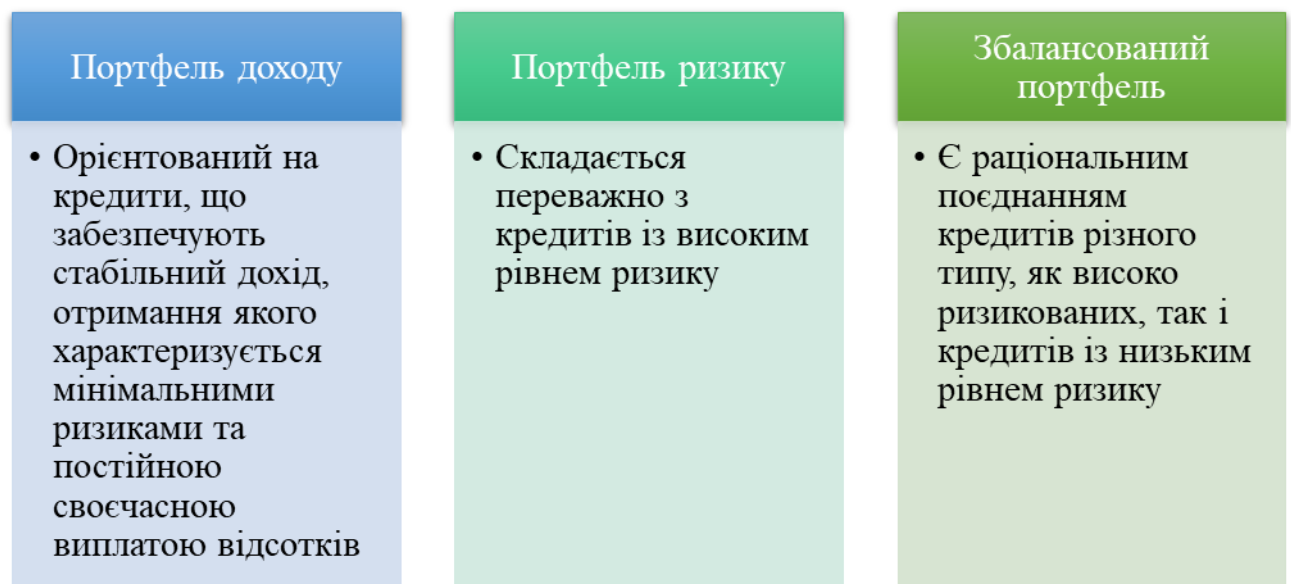 Портфель доходу
• Орієнтований на
кредити, що
забезпечують
стабільний дохід,
отримання якого
характеризується
мінімальними
ризиками та
постійною
своєчасною
виплатою відсотків
Портфель ризику
• Складається
переважно з
кредитів із високим
рівнем ризику
Збалансований
портфель
• Є раціональним
поєднанням
кредитів різного
типу, як високо
ризикованих, так і
кредитів із низьким
рівнем ризику